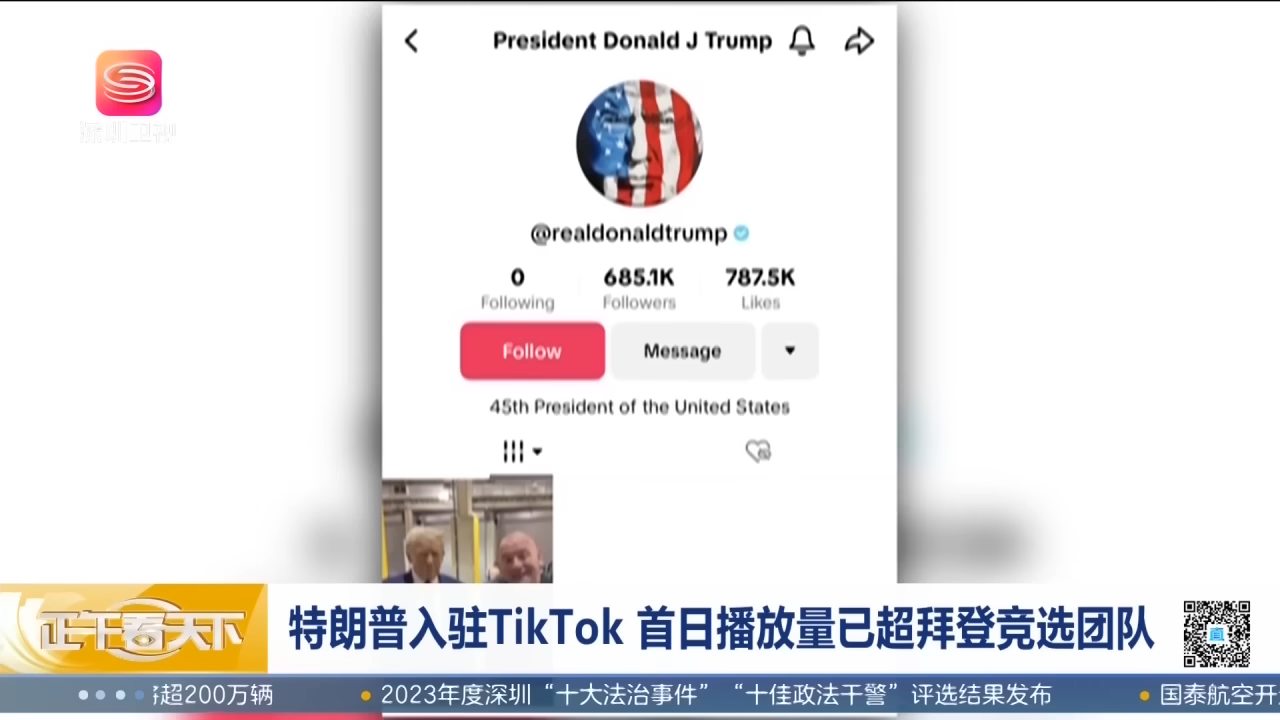 President Donald J Trump
深圳卫视
@realdonaldtrump
0 685.1K 787.5K
Following Followers Likes
Follow Message
45th President of the United States
正午看天下
特朗普入驻TikTok 首日播放量已超拜登竞选团队
超200万辆 2023年度深圳“十大法治事件”“十佳政法干警”评选结果发布 国泰航空开